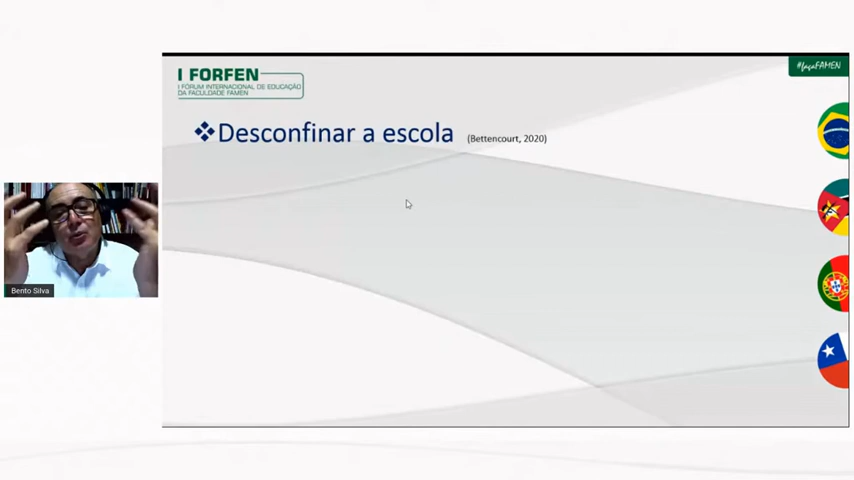 I FORFEN
I FÓRUM INTERNACIONAL DE EDUCAÇÃO
DA FACULDADE FAMEN
#façaFAMEN
❖Desconfinar a escola (Bettencourt, 2020)
Bento Silva